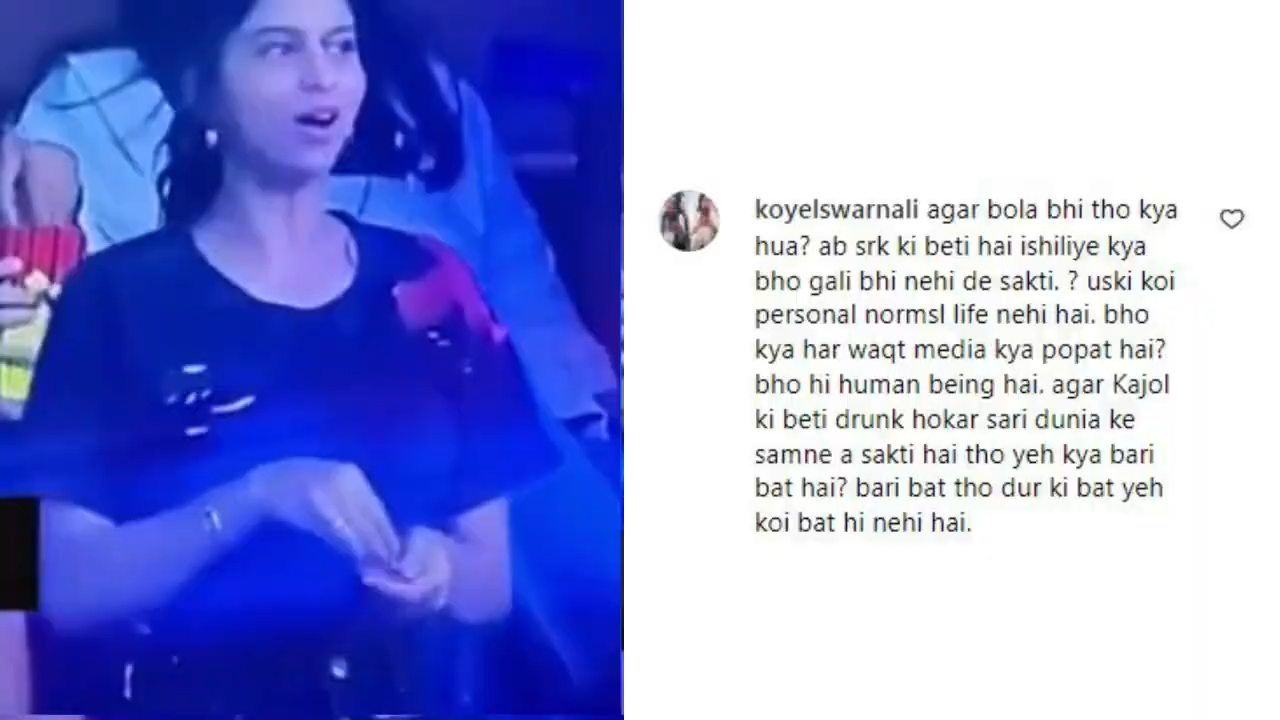 koyelswarnali agar bola bhi tho kya
hua? ab srk ki beti hai ishiliye kya
bho gali bhi nehi de sakti. ? uski koi
personal normsl life nehi hai. bho
kya har waqt media kya popat hai?
bho hi human being hai. agar Kajol
ki beti drunk hokar sari dunia ke
samne a sakti hai tho yeh kya bari
bat hai? bari bat tho dur ki bat yeh
koi bat hi nehi hai.